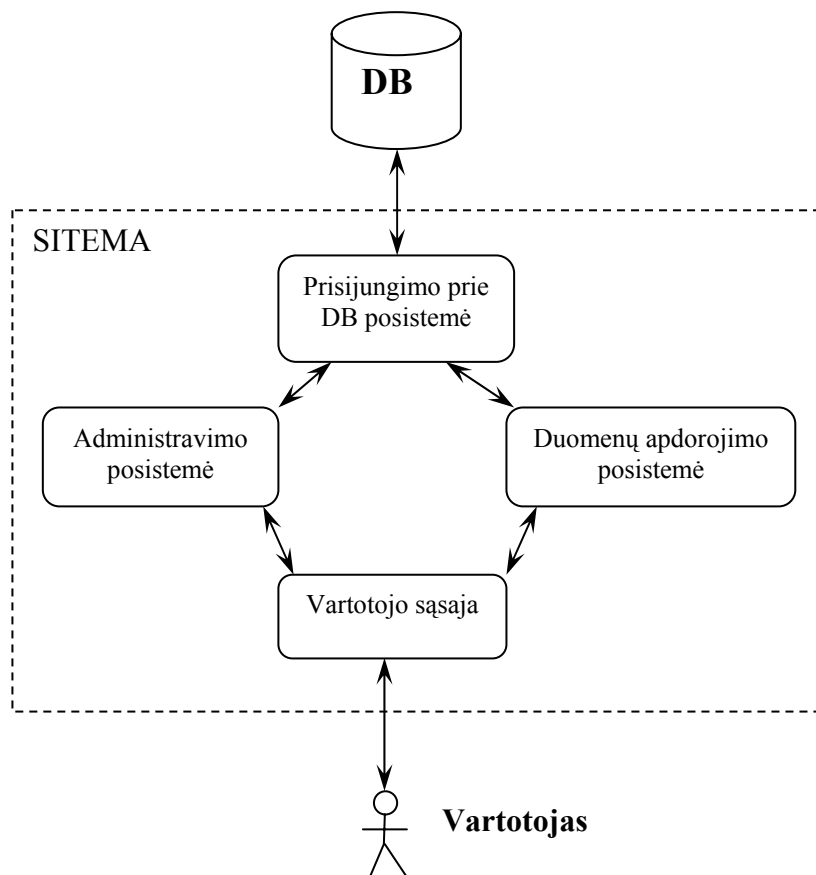 DB
SITEMA
Prisijungimo prie
DB posistemė
Administravimo
posistemė
Duomenų apdorojimo
posistemė
Vartotojo sąsaja
Vartotojas